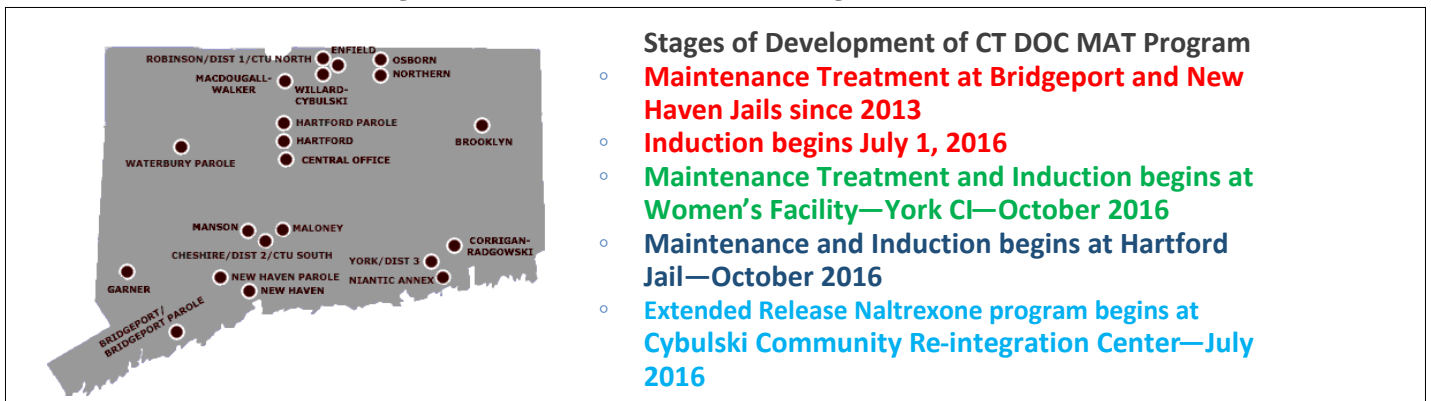 ENFIELD
ROBINSON/DIST 1/CTU NORTH
OSBORN
NORTHERN
MACDOUGALL-
WALKER
WILLARD-
CYBULSKI
HARTFORD PAROLE
HARTFORD
BROOKLYN
CENTRAL OFFICE
WATERBURY PAROLE
MANSON
MALONEY
CORRIGAN-
RADGOWSKI
CHESHIRE/DIST 2/CTU SOUTH
YORK/DIST 3
NEW HAVEN PAROLE
NIANTIC ANNEX
GARNER
NEW HAVEN
BRIDGEPORT/
BRIDGEPORT PAROLE
Stages of Development of CT DOC MAT Program
◦ Maintenance Treatment at Bridgeport and New
Haven Jails since 2013
◦ Induction begins July 1, 2016
◦ Maintenance Treatment and Induction begins at
Women’s Facility—York CI—October 2016
◦ Maintenance and Induction begins at Hartford
Jail—October 2016
◦ Extended Release Naltrexone program begins at
Cybulski Community Re-integration Center—July
2016